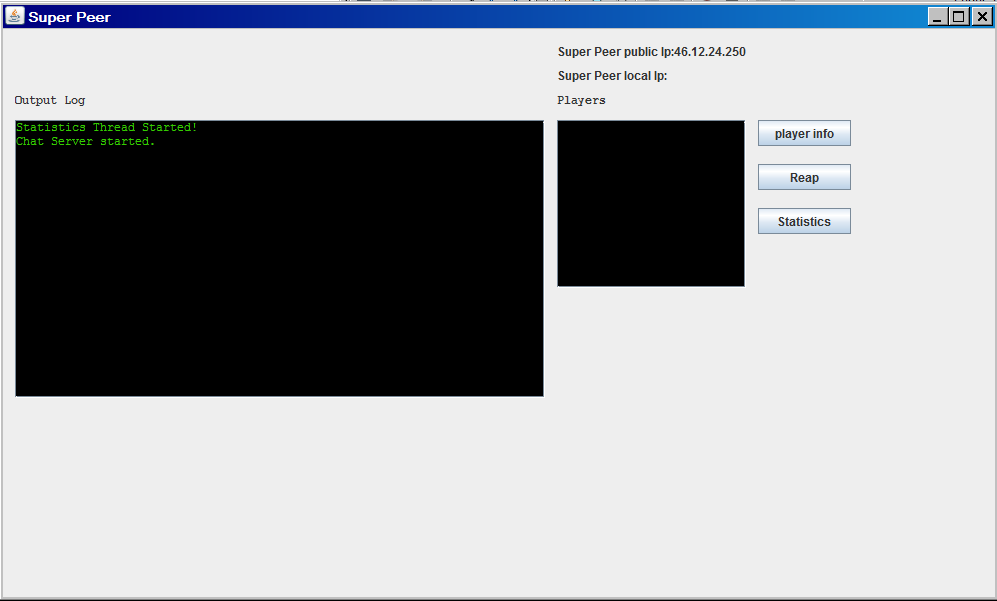 Super Peer
Super Peer public Ip:46.12.24.250
Super Peer local Ip:
Output Log
Players
Statistics Thread Started!
Chat Server started.
player info
Reap
Statistics